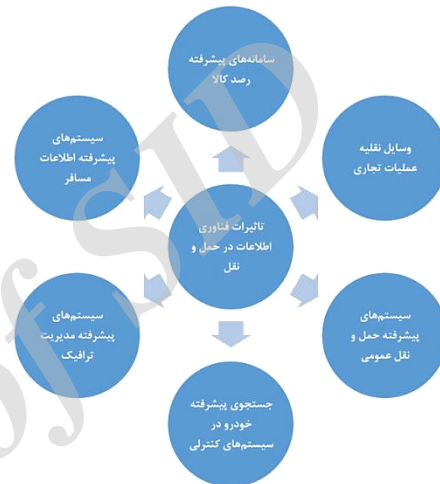 سامانه‌های پیشرفته
رصد کالا
وسایل نقلیه
عملیات تجاری
سیستم‌های
پیشرفته اطلاعات
مسافر
تاثیرات فناوری
اطلاعات در حمل و
نقل
سیستم‌های
پیشرفته حمل و
نقل عمومی
سیستم‌های
پیشرفته مدیریت
ترافیک
جستجوی پیشرفته
خودرو در
سیستم‌های کنترلی
of SID